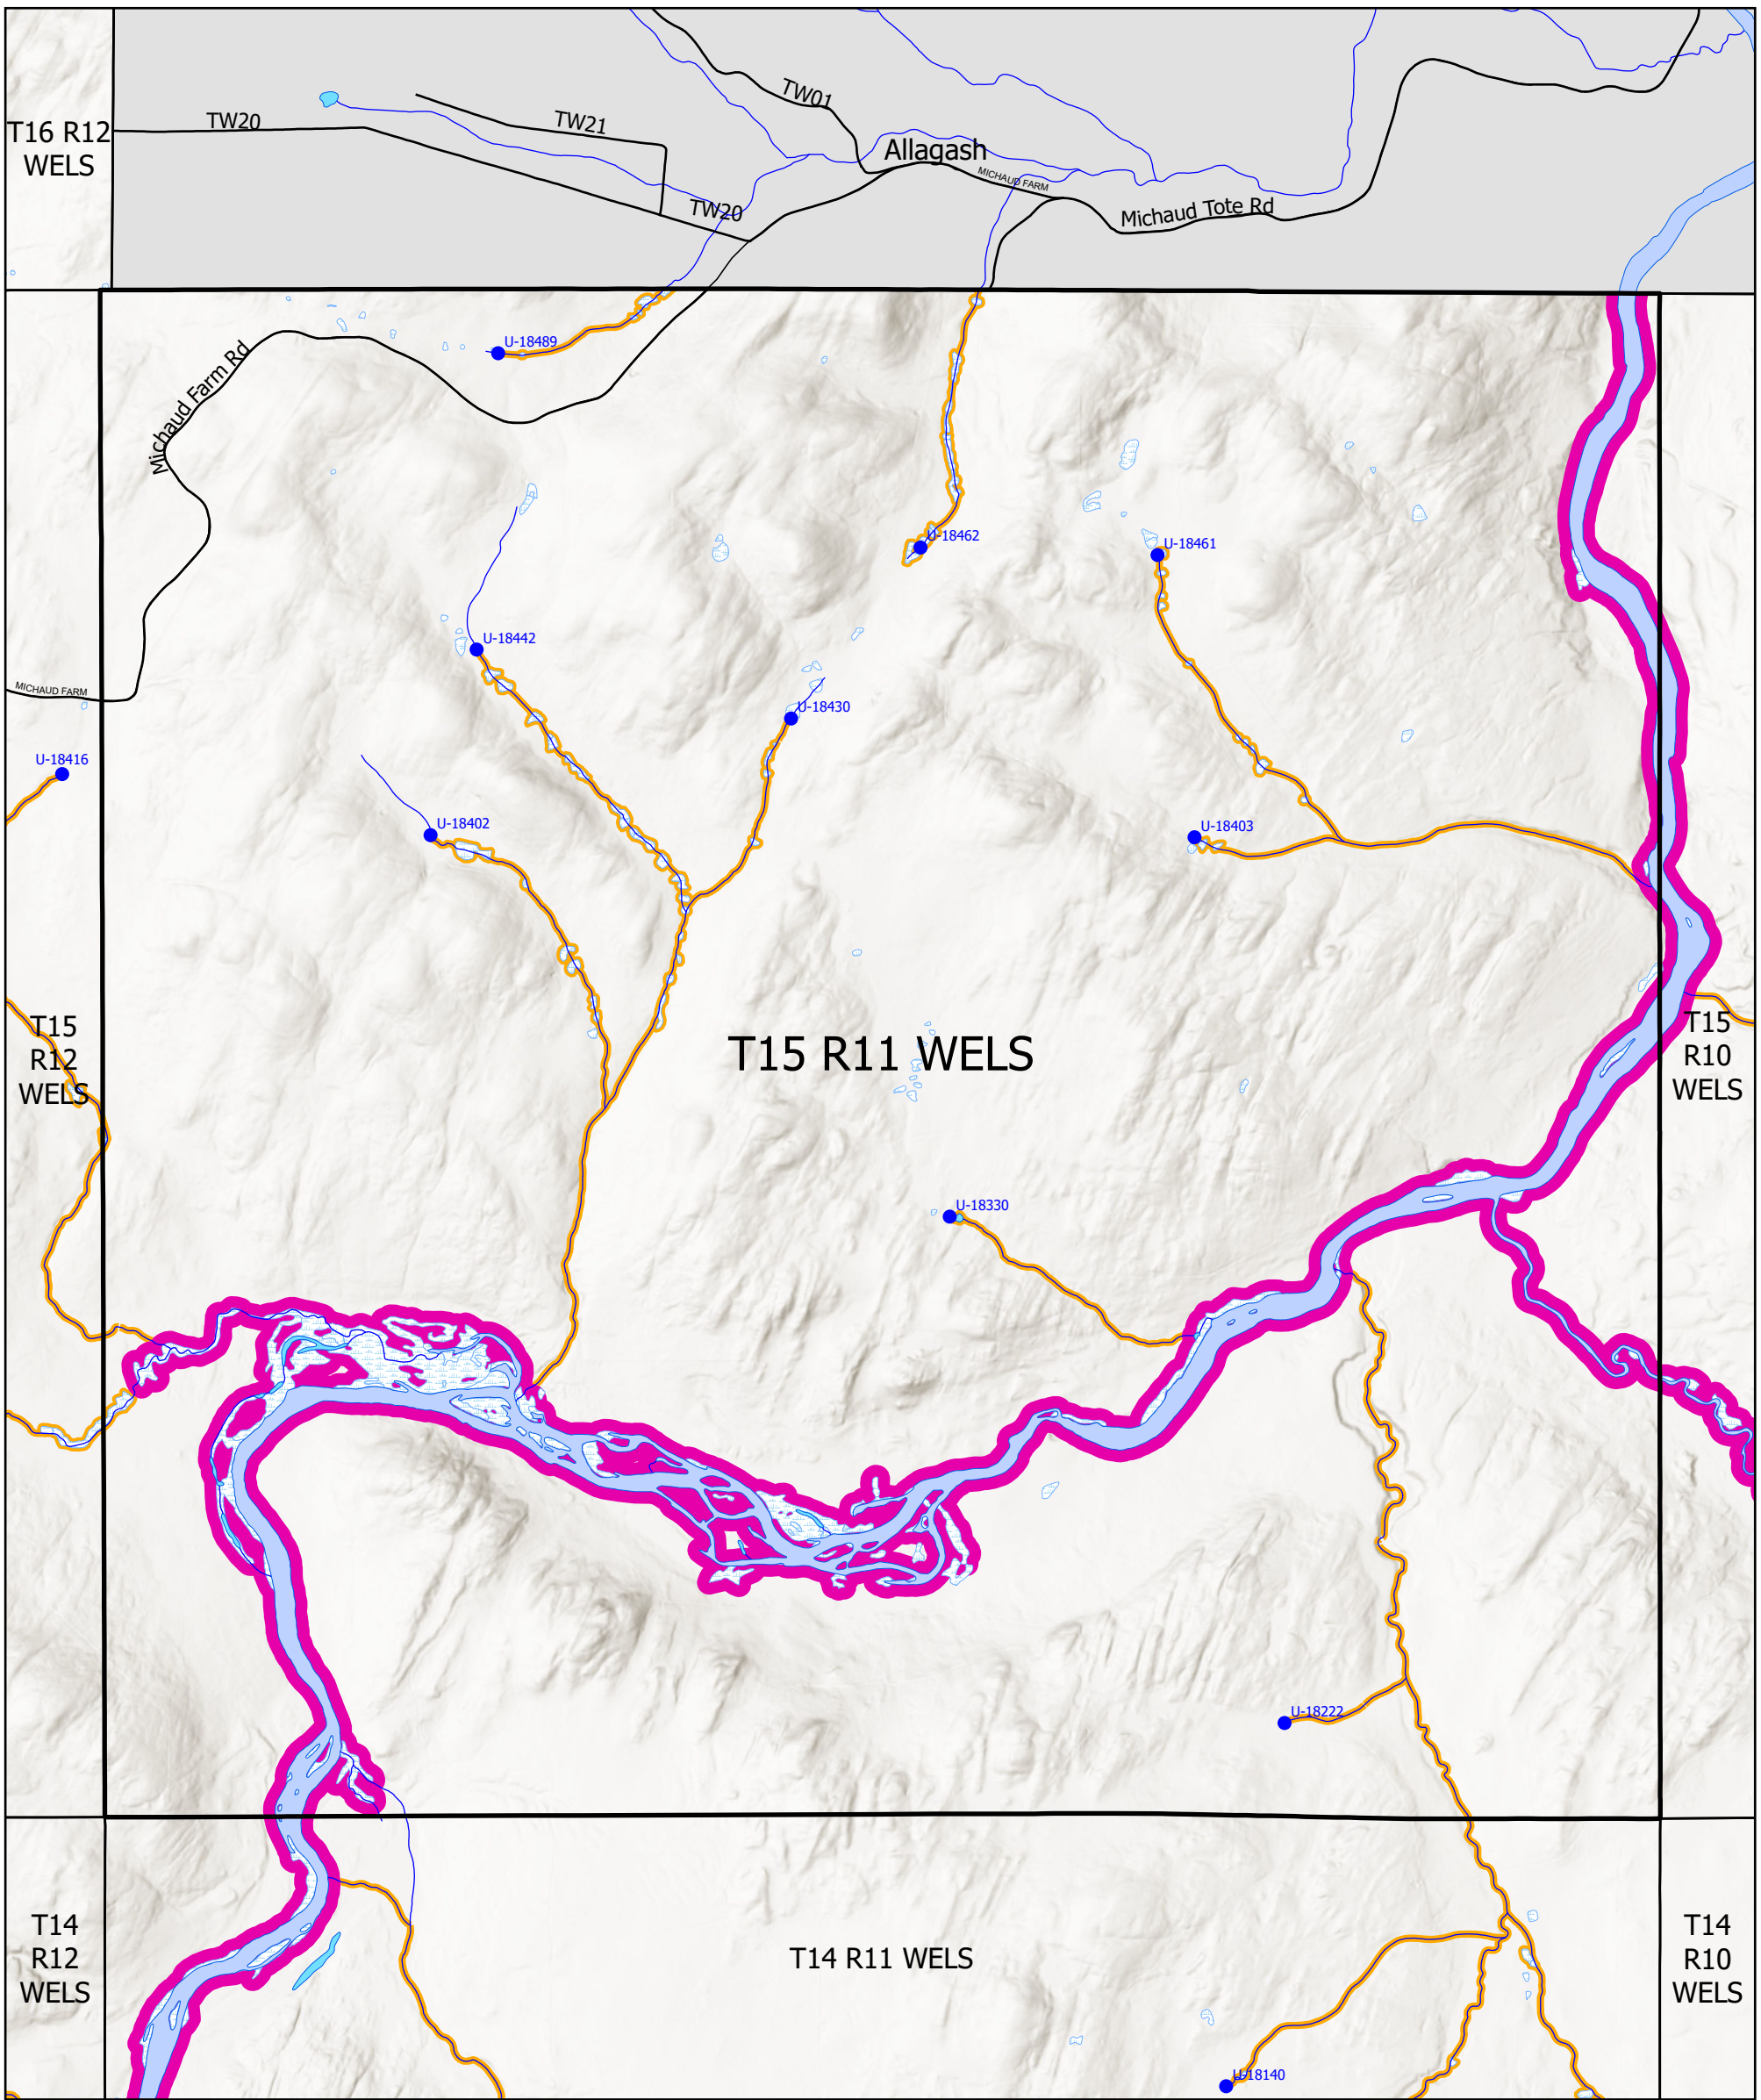 TW01
TW20
TW21
T16 R12
WELS
Allagash
MICHAUD FARM
TW20
Michaud Tote Rd
U-18489
Michaud Farm Rd
U-18462
U-18461
U-18442
MICHAUD FARM
U-18430
U-18416
U-18402
U-18403
T15
R12
WELS
T15 R11 WELS
T15
R10
WELS
U-18330
U-18222
T14
R12
WELS
T14 R11 WELS
T14
R10
WELS
U-18140